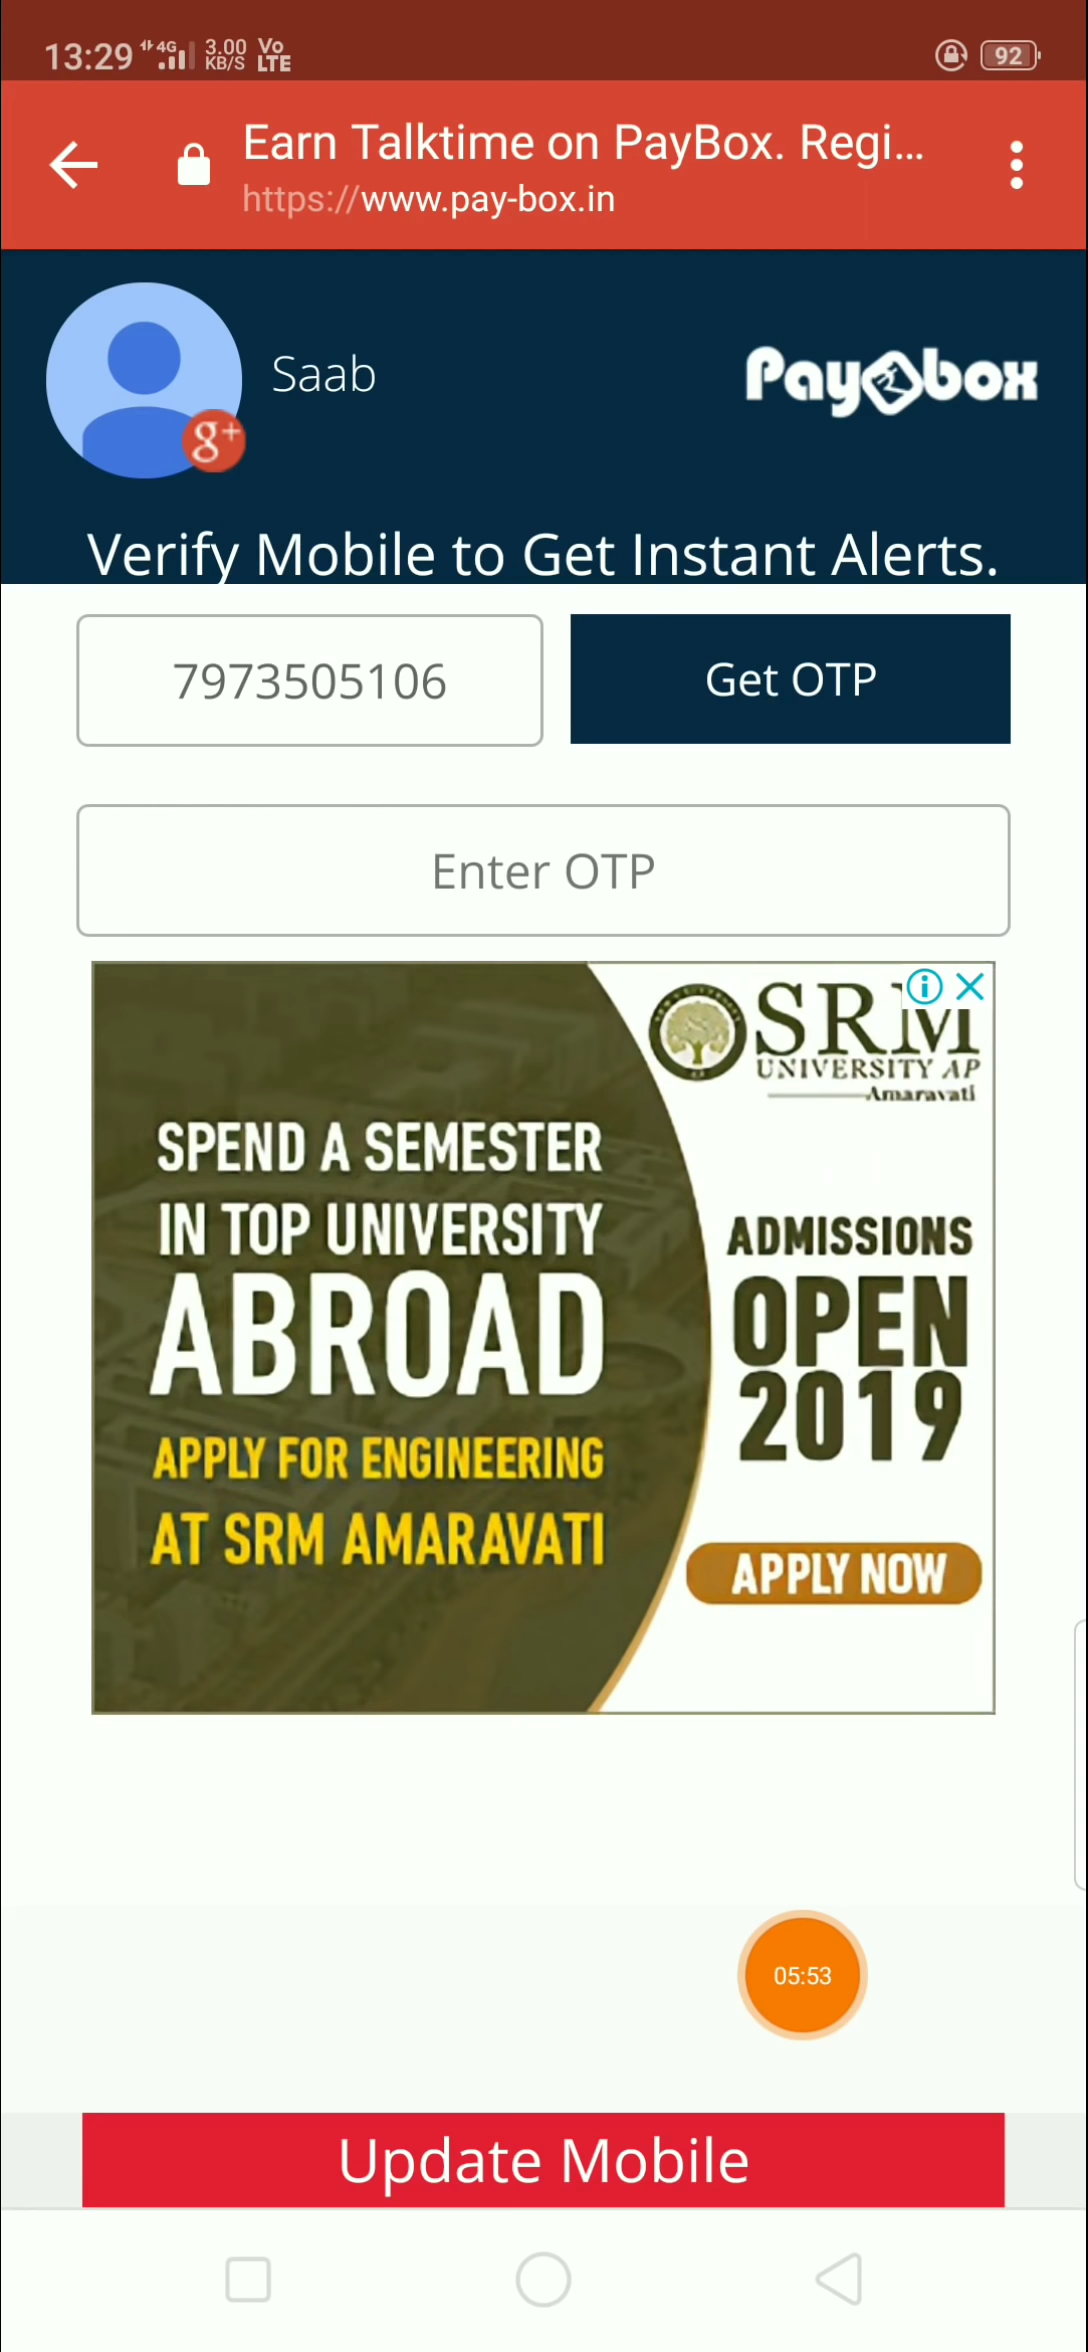 13:29 4G 3.00 KB/S Vo LTE 92
Earn Talktime on PayBox. Regi...
https://www.pay-box.in
Saab
g+
Paybox
Verify Mobile to Get Instant Alerts.
7973505106
Get OTP
Enter OTP
SRM
UNIVERSITY AP
Amaravati
SPEND A SEMESTER
IN TOP UNIVERSITY
ABROAD
APPLY FOR ENGINEERING
AT SRM AMARAVATI
ADMISSIONS
OPEN
2019
APPLY NOW
05:53
Update Mobile